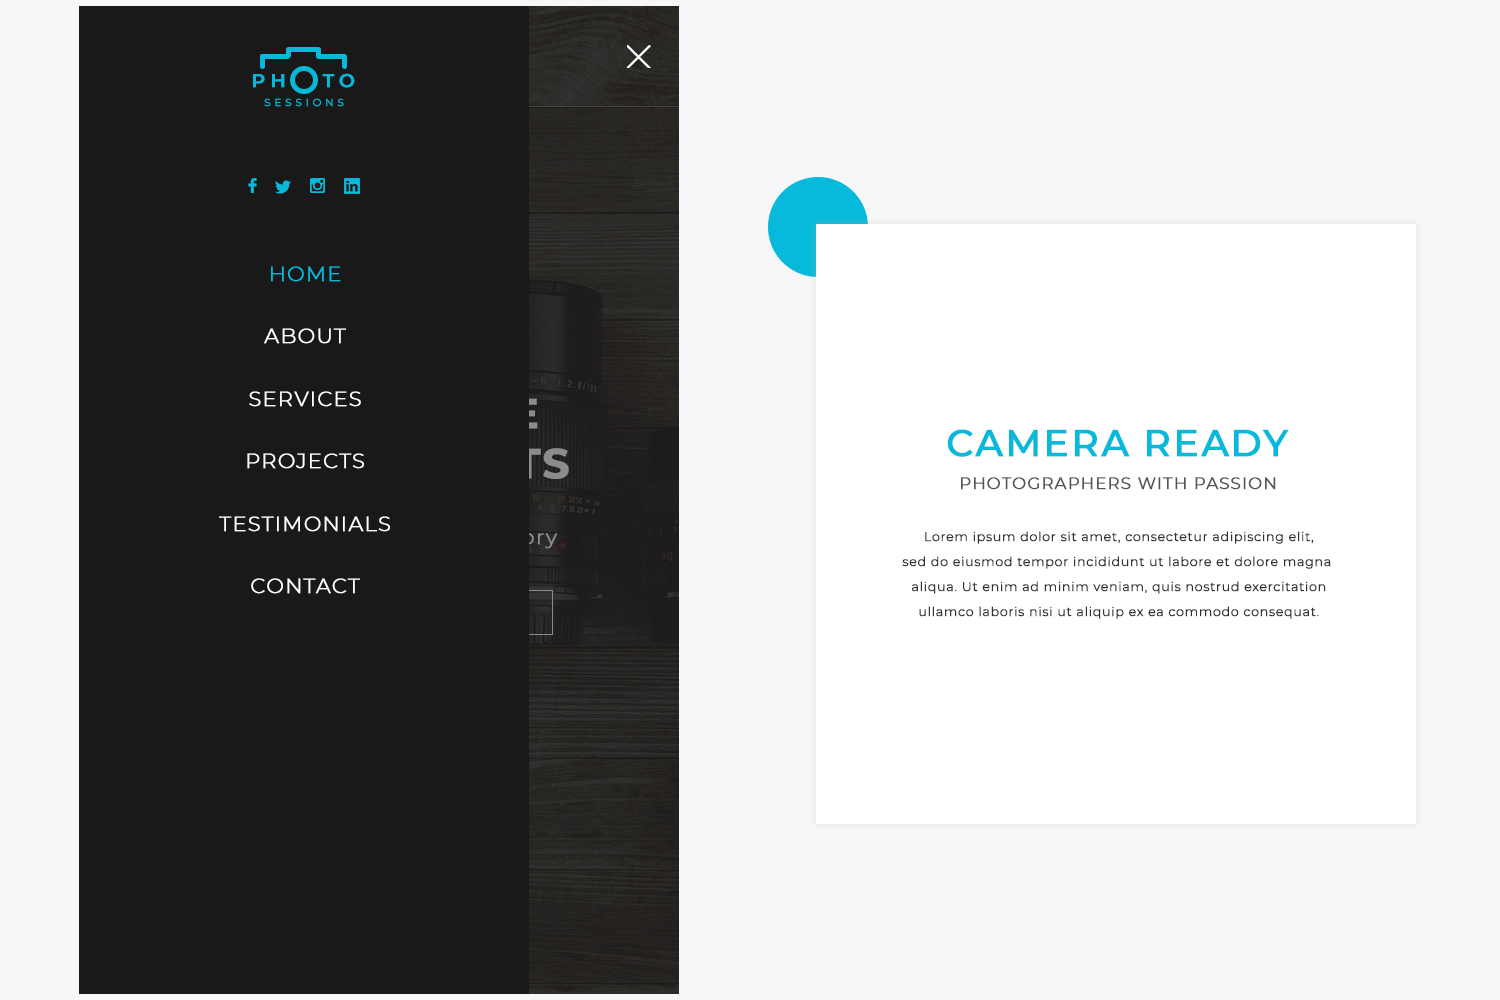 PHOTO
SESSIONS
HOME
ABOUT
SERVICES
PROJECTS
TESTIMONIALS
CONTACT
CAMERA READY
PHOTOGRAPHERS WITH PASSION
Lorem ipsum dolor sit amet, consectetur adipiscing elit,
sed do eiusmod tempor incididunt ut labore et dolore magna
aliqua. Ut enim ad minim veniam, quis nostrud exercitation
ullamco laboris nisi ut aliquip ex ea commodo consequat.